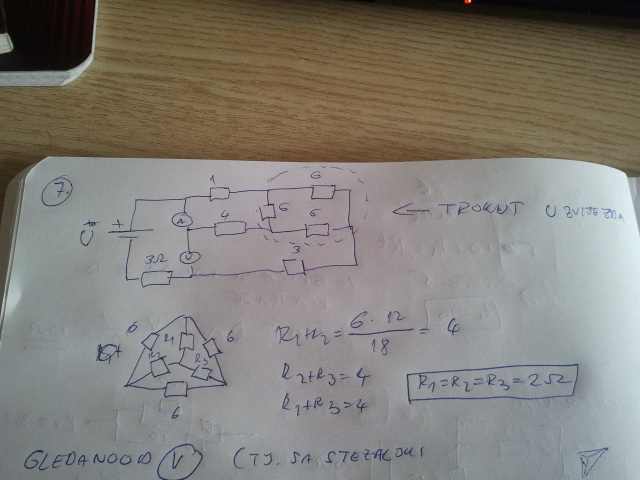 7.
1 6
A 6
+ 4 6
3Ω V 3
← TROKUT U ZVIJEZDA
6 R1 6
R2 R3
6
R1+R2 = 6·12/18 = 4
R2+R3=4
R1+R3=4
R1=R2=R3=2Ω
GLEDANO OD V (TJ. SA STEZALJKI